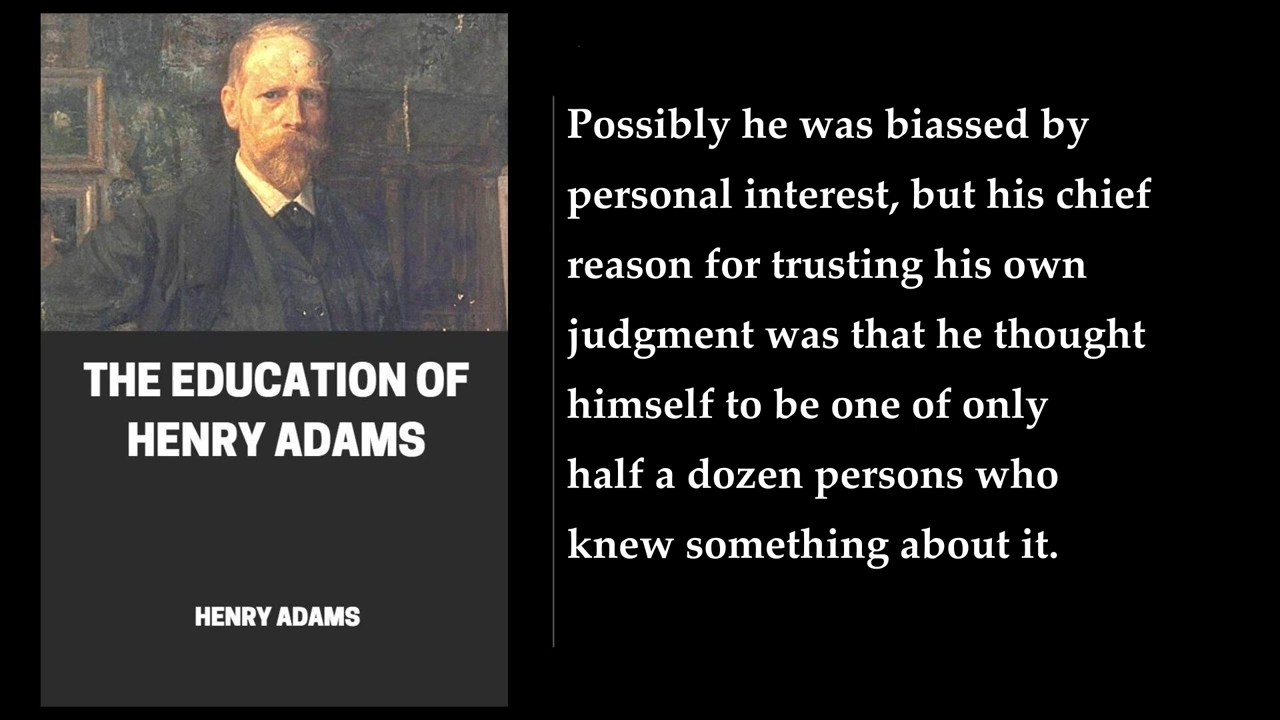 THE EDUCATION OF
HENRY ADAMS
HENRY ADAMS
Possibly he was biassed by
personal interest, but his chief
reason for trusting his own
judgment was that he thought
himself to be one of only
half a dozen persons who
knew something about it.